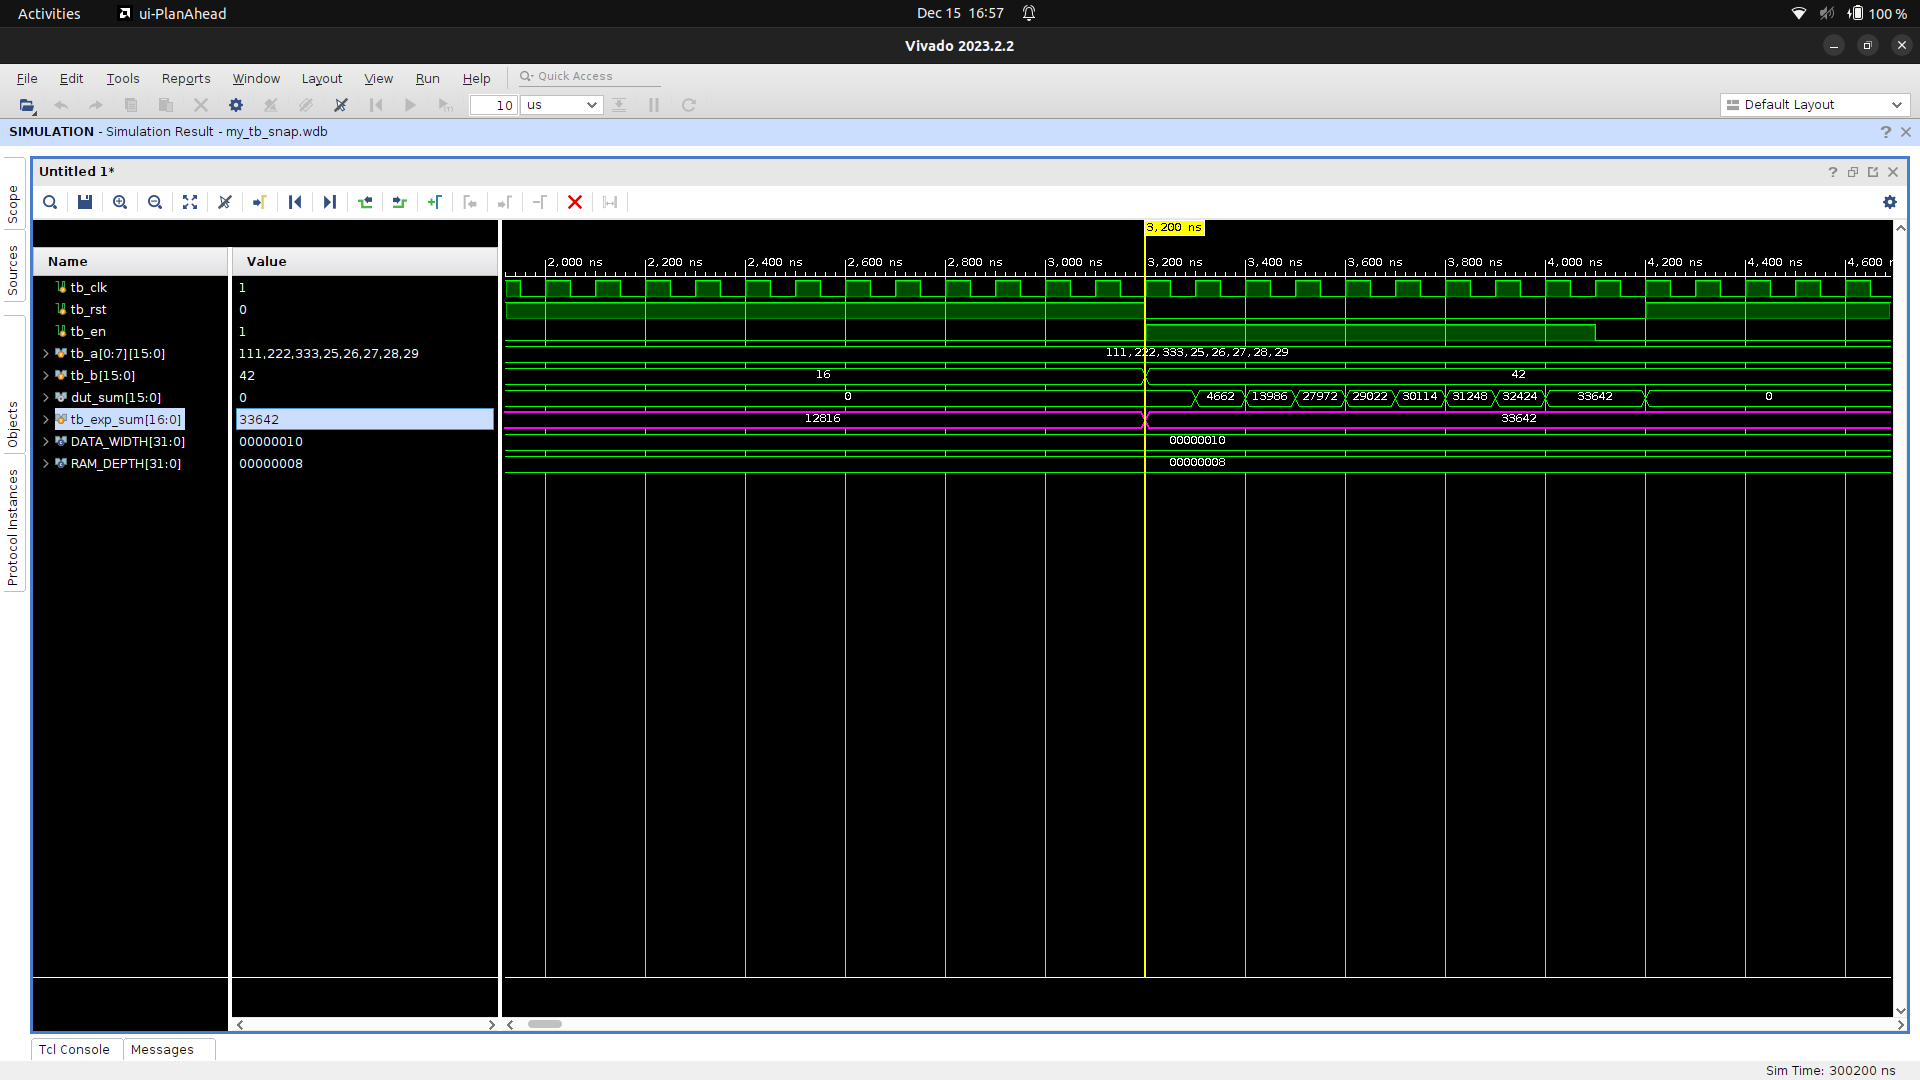 Activities ui-PlanAhead Dec 15 16:57 100 %
Vivado 2023.2.2
File Edit Tools Reports Window Layout View Run Help Quick Access
10 us Default Layout
SIMULATION - Simulation Result - my_tb_snap.wdb
Untitled 1*
Scope
Sources
Objects
Protocol Instances
3,200 ns
Name Value
2,000 ns 2,200 ns 2,400 ns 2,600 ns 2,800 ns 3,000 ns 3,200 ns 3,400 ns 3,600 ns 3,800 ns 4,000 ns 4,200 ns 4,400 ns 4,600
tb_clk 1
tb_rst 0
tb_en 1
tb_a[0:7][15:0] 111,222,333,25,26,27,28,29 111,222,333,25,26,27,28,29
tb_b[15:0] 42 16 42
dut_sum[15:0] 0 0 4662 13986 27972 29022 30114 31248 32424 33642 0
tb_exp_sum[16:0] 33642 12816 33642
DATA_WIDTH[31:0] 00000010 00000010
RAM_DEPTH[31:0] 00000008 00000008
Tcl Console Messages
Sim Time: 300200 ns